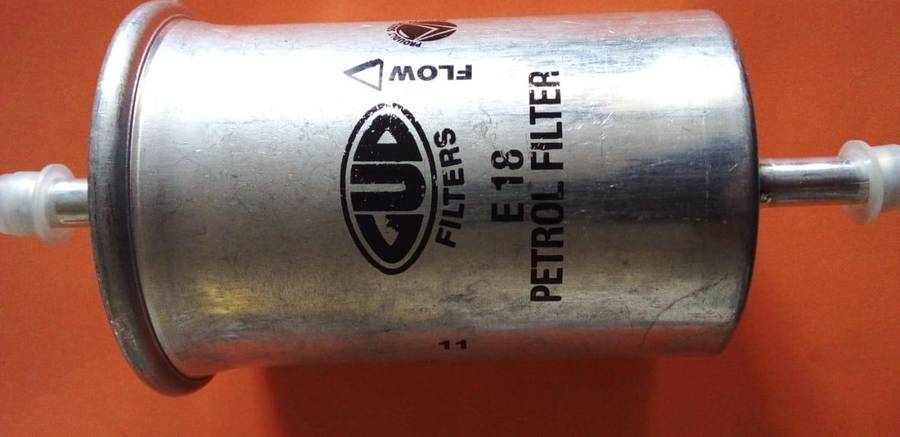 FLOW
GUD
FILTERS
E 18
PETROL FILTER
11